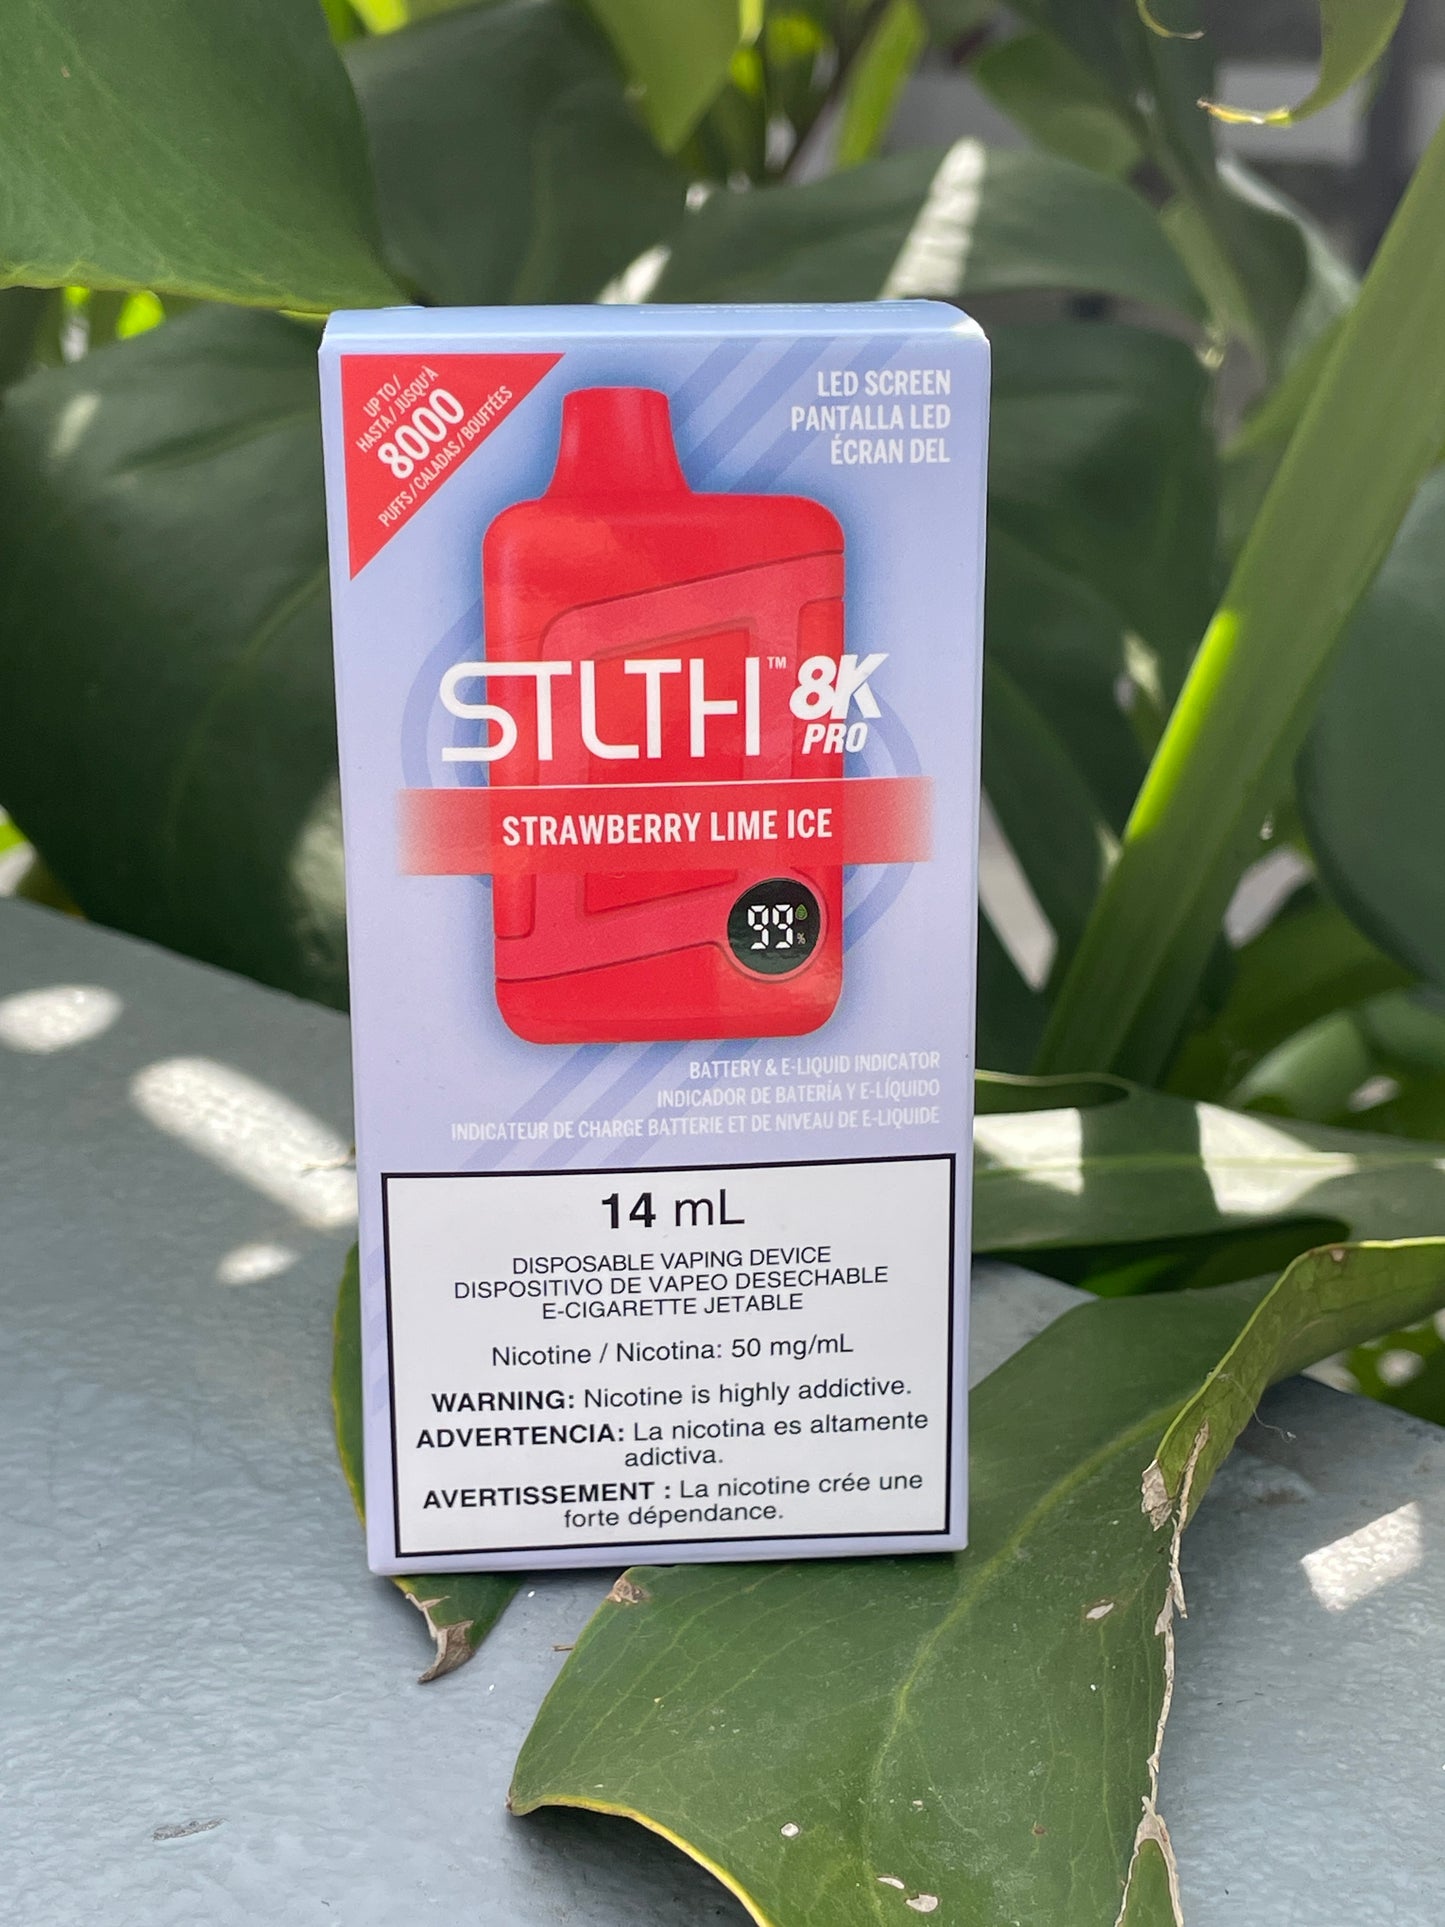 UP TO /
HASTA / JUSQU'À
8000
PUFFS / CALADAS / BOUFFÉES
LED SCREEN
PANTALLA LED
ÉCRAN DEL
STLTH™ 8K
PRO
STRAWBERRY LIME ICE
99%
BATTERY & E-LIQUID INDICATOR
INDICADOR DE BATERÍA Y E-LÍQUIDO
INDICATEUR DE CHARGE BATTERIE ET DE NIVEAU DE E-LIQUIDE
14 mL
DISPOSABLE VAPING DEVICE
DISPOSITIVO DE VAPEO DESECHABLE
E-CIGARETTE JETABLE
Nicotine / Nicotina: 50 mg/mL
WARNING: Nicotine is highly addictive.
ADVERTENCIA: La nicotina es altamente
adictiva.
AVERTISSEMENT : La nicotine crée une
forte dépendance.